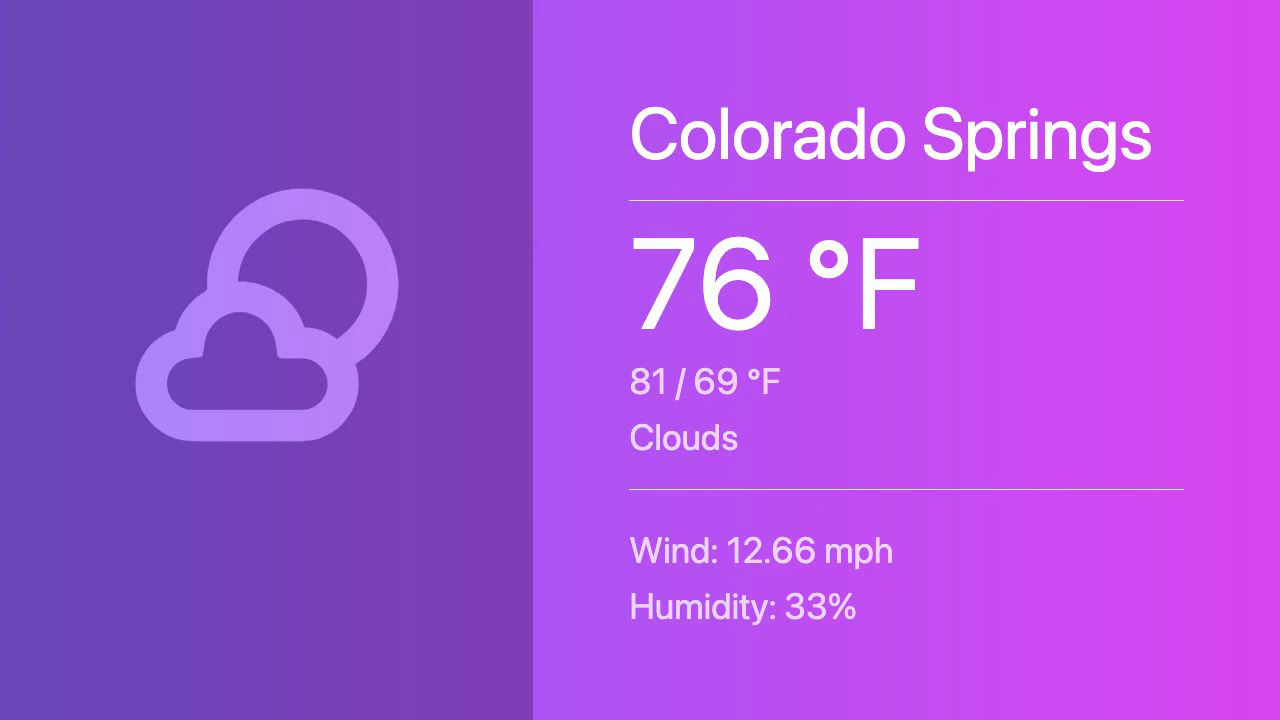 Colorado Springs
76 °F
81 / 69 °F
Clouds
Wind: 12.66 mph
Humidity: 33%